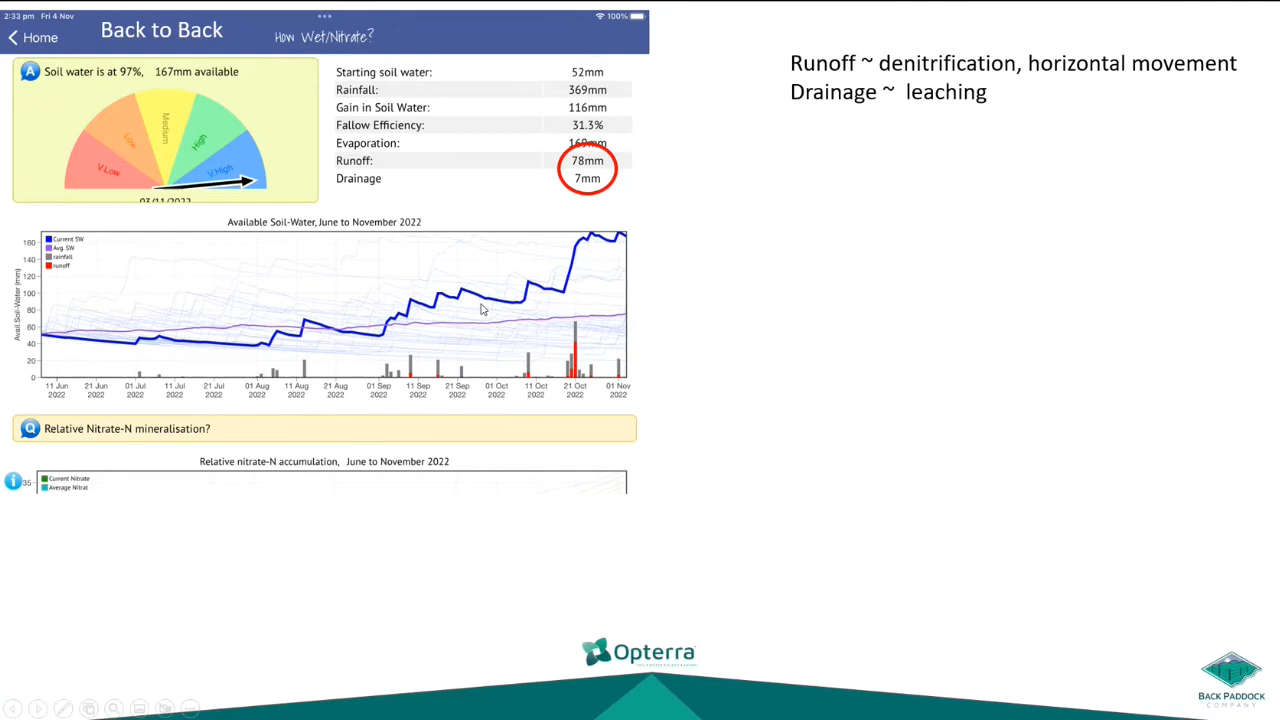 2:33 pm Fri 4 Nov
100%
Home
Back to Back
How Wet/Nitrate?
A Soil water is at 97%, 167mm available
V.Low
Low
Medium
High
V.High
03/11/2022
Starting soil water: 52mm
Rainfall: 369mm
Gain in Soil Water: 116mm
Fallow Efficiency: 31.3%
Evaporation: 169mm
Runoff: 78mm
Drainage 7mm
Runoff ~ denitrification, horizontal movement
Drainage ~ leaching
Available Soil-Water, June to November 2022
Current SW
Avg. SW
rainfall
runoff
Avail.Soil-Water (mm)
160
140
120
100
80
60
40
20
0
11 Jun 21 Jun 01 Jul 11 Jul 21 Jul 01 Aug 11 Aug 21 Aug 01 Sep 11 Sep 21 Sep 01 Oct 11 Oct 21 Oct 01 Nov
2022 2022 2022 2022 2022 2022 2022 2022 2022 2022 2022 2022 2022 2022 2022
Q Relative Nitrate-N mineralisation?
Relative nitrate-N accumulation, June to November 2022
i 35
Current Nitrate
Average Nitrat
Opterra
BACK PADDOCK
COMPANY